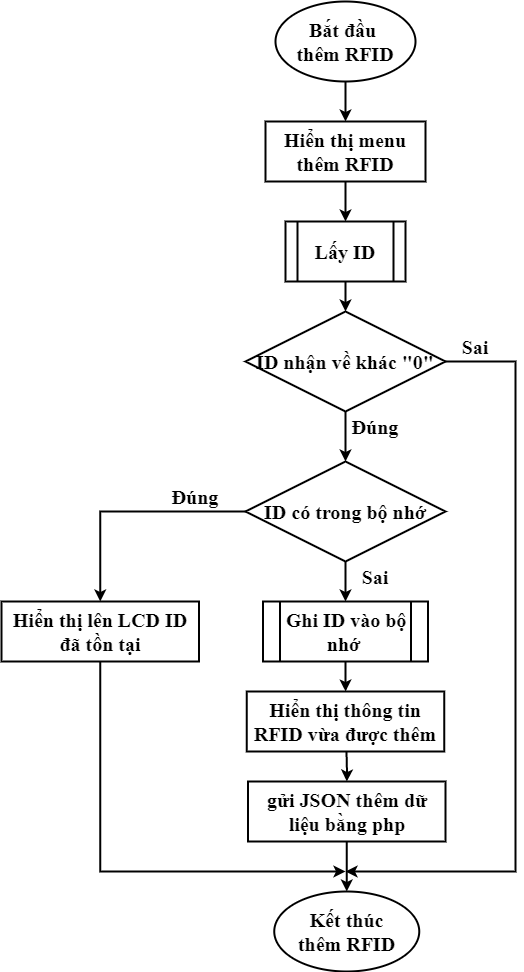 Bắt đầu
thêm RFID
Hiển thị menu
thêm RFID
Lấy ID
ID nhận về khác "0"
Sai
Đúng
ID có trong bộ nhớ
Đúng
Sai
Hiển thị lên LCD ID
đã tồn tại
Ghi ID vào bộ
nhớ
Hiển thị thông tin
RFID vừa được thêm
gửi JSON thêm dữ
liệu bằng php
Kết thúc
thêm RFID